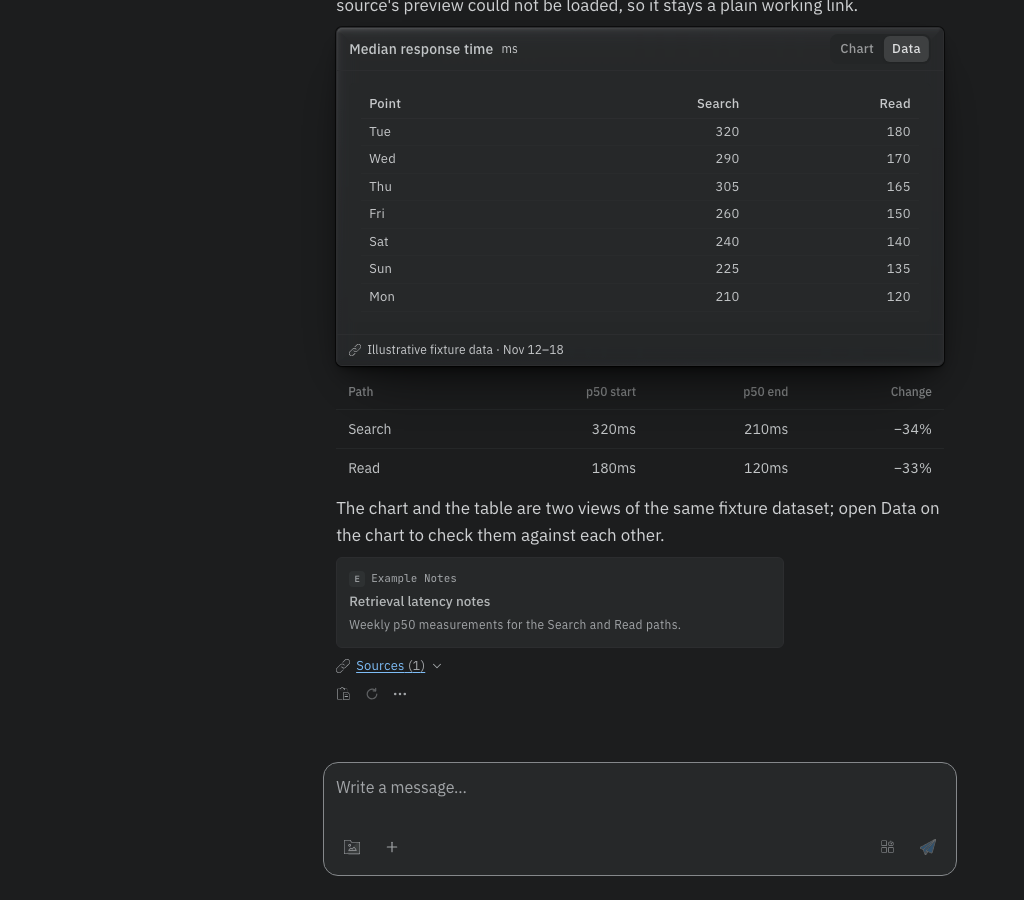 source's preview could not be loaded, so it stays a plain working link.
Median response time ms
Chart Data
Point Search Read
Tue 320 180
Wed 290 170
Thu 305 165
Fri 260 150
Sat 240 140
Sun 225 135
Mon 210 120
Illustrative fixture data · Nov 12–18
Path p50 start p50 end Change
Search 320ms 210ms −34%
Read 180ms 120ms −33%
The chart and the table are two views of the same fixture dataset; open Data on
the chart to check them against each other.
E Example Notes
Retrieval latency notes
Weekly p50 measurements for the Search and Read paths.
Sources (1)
Write a message...